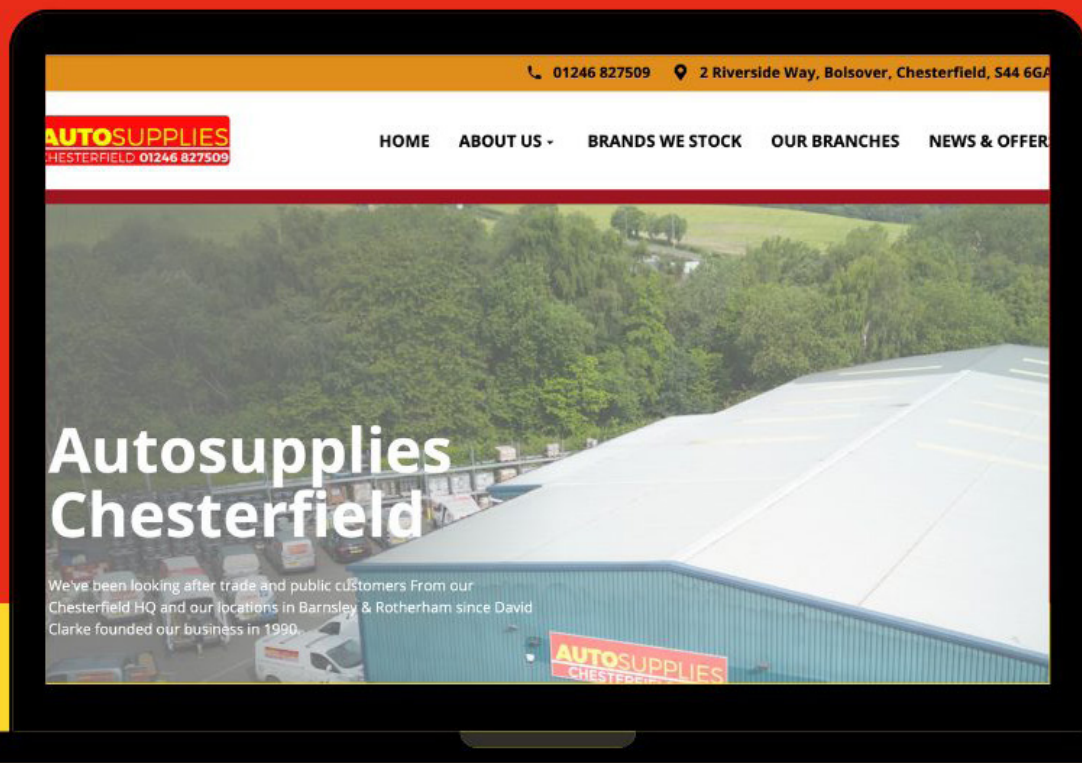 01246 827509 2 Riverside Way, Bolsover, Chesterfield, S44 6GA
AUTOSUPPLIES
CHESTERFIELD 01246 827509
HOME ABOUT US BRANDS WE STOCK OUR BRANCHES NEWS & OFFERS
Autosupplies
Chesterfield
We've been looking after trade and public customers From our
Chesterfield HQ and our locations in Barnsley & Rotherham since David
Clarke founded our business in 1990.
AUTOSUPPLIES
CHESTERFIELD